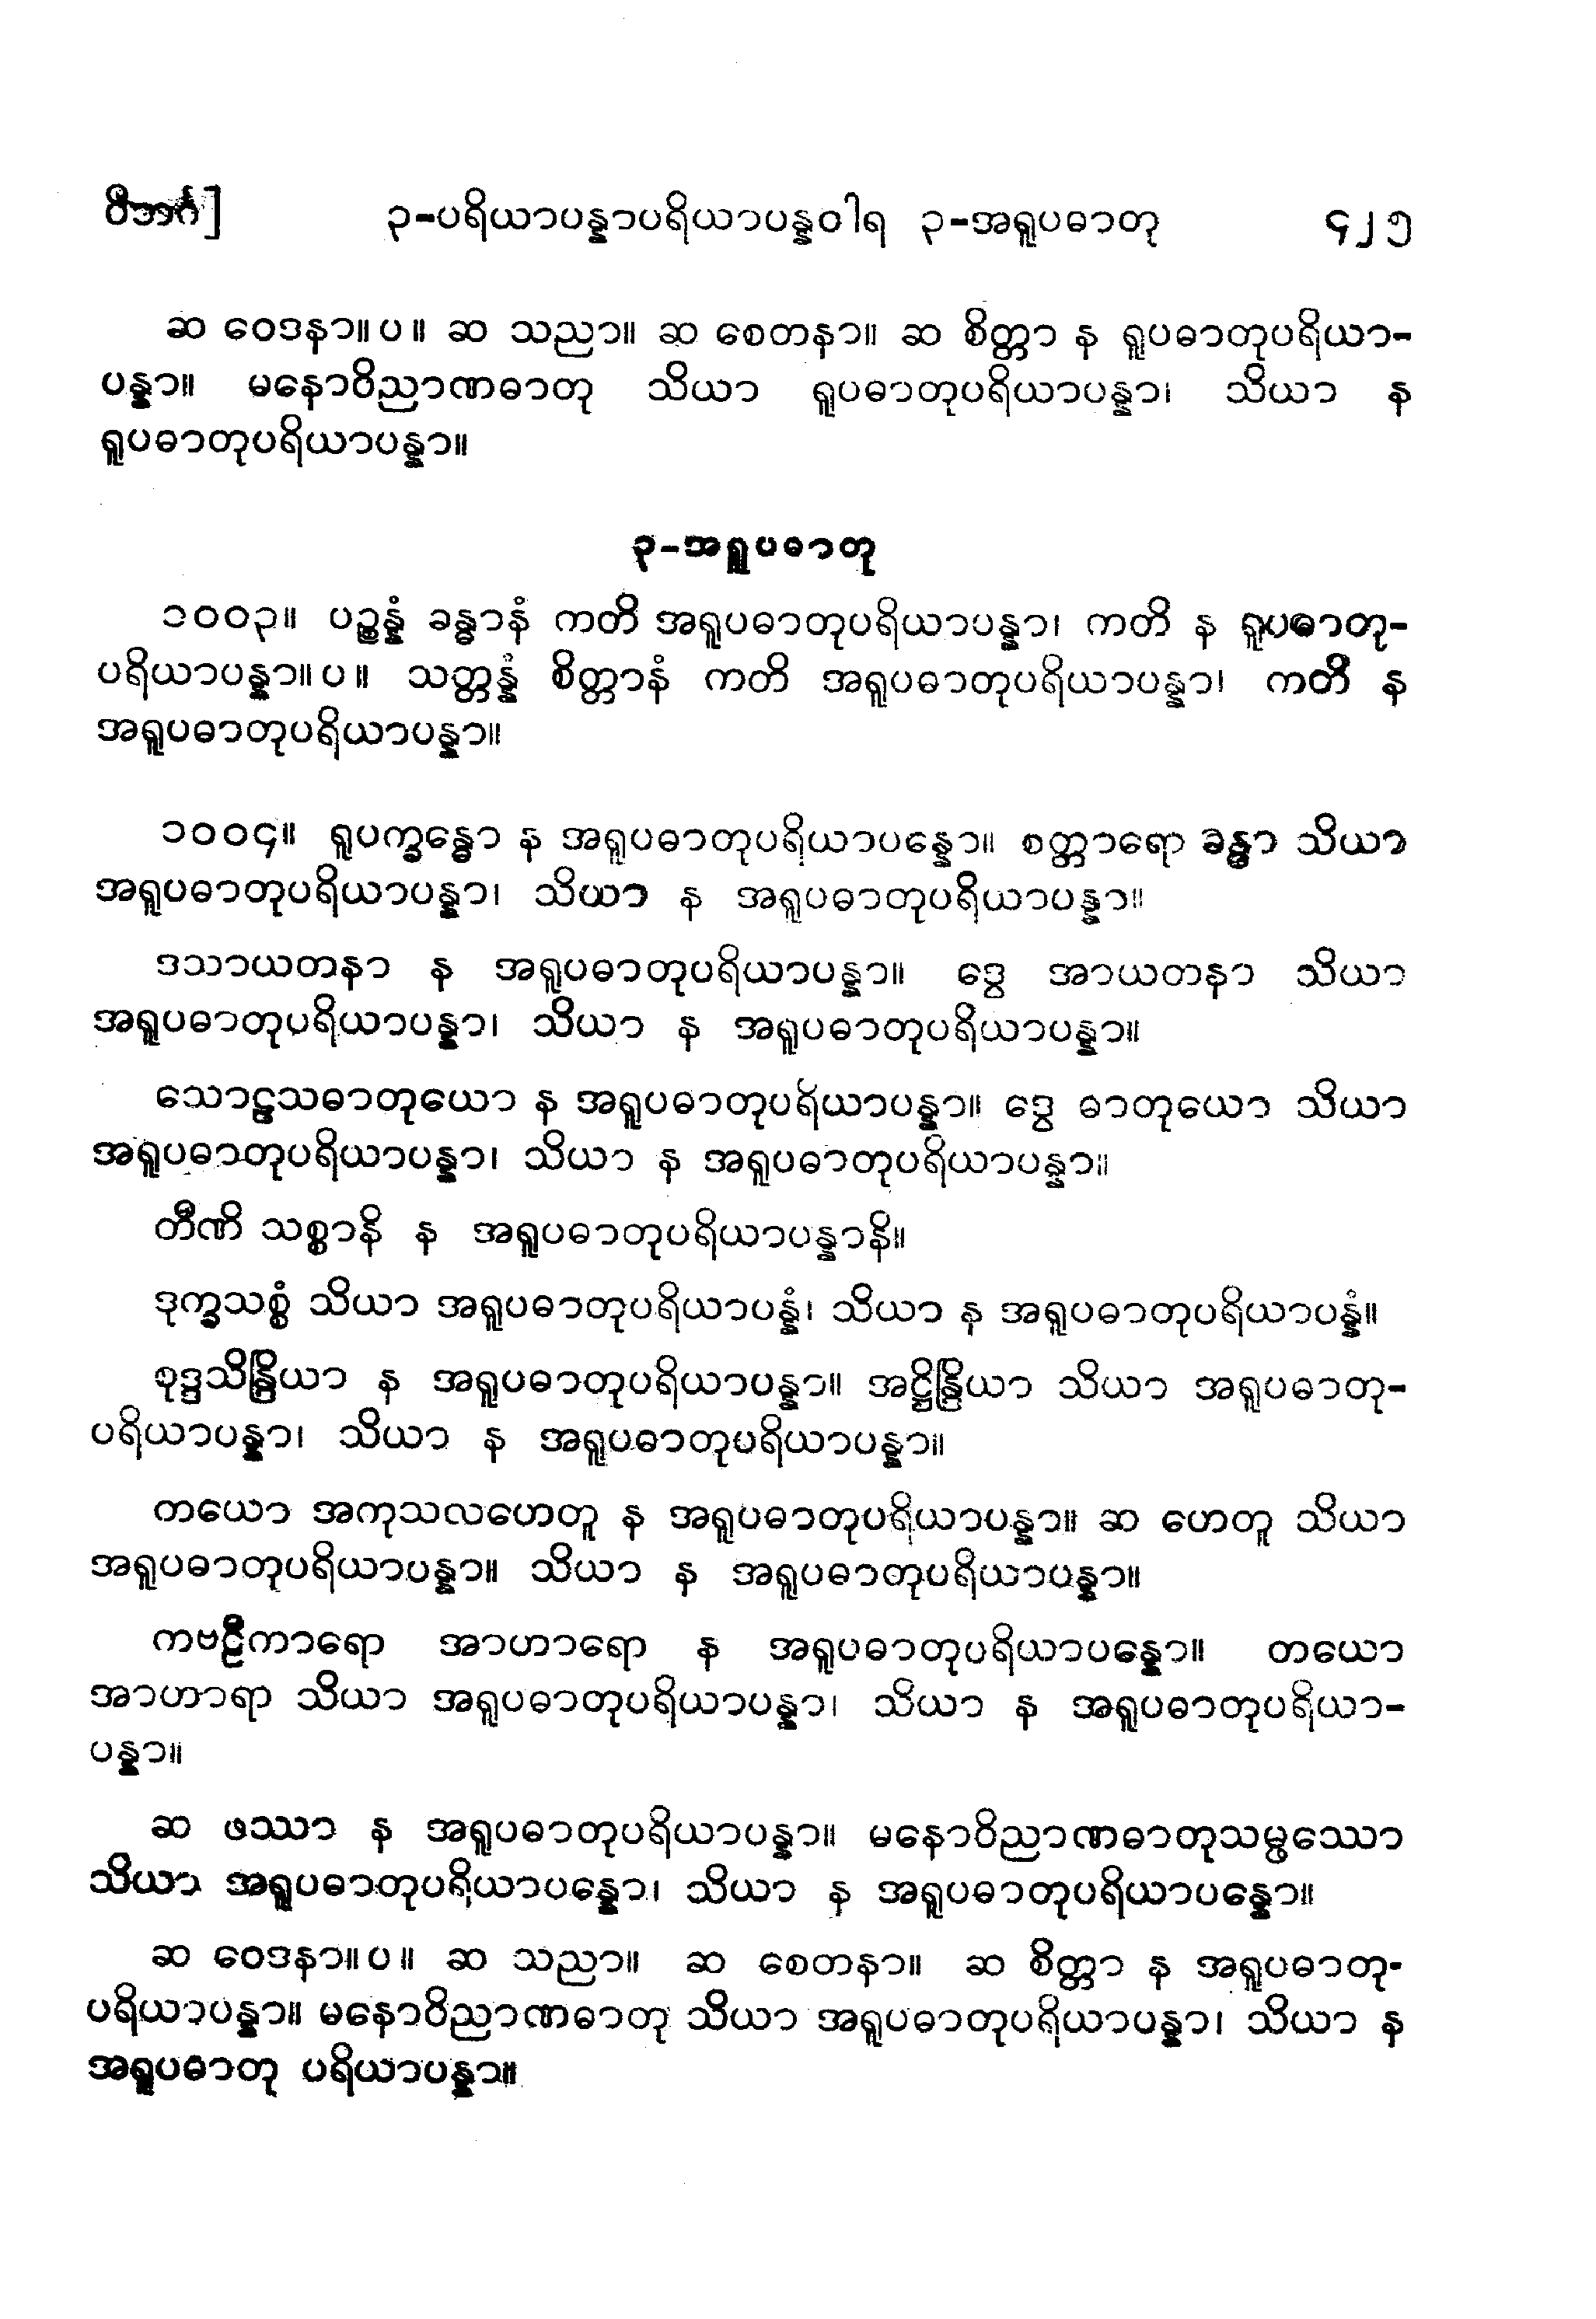 ဝိဘင်္ဂ]
၃-ပရိယာပန္နာပရိယာပန္နဝါရ ၃-အရူပဓာတု
၄၂၅
ဆ ဝေဒနာ။ပ။ ဆ သညာ။ ဆ စေတနာ။ ဆ စိတ္တာ န ရူပဓာတုပရိယာ-
ပန္နာ။ မနောဝိညာဏဓာတု သိယာ ရူပဓာတုပရိယာပန္နာ၊ သိယာ န
ရူပဓာတုပရိယာပန္နာ။
၃-အရူပဓာတု
၁၀၀၃။ ပဉ္စန္နံ ခန္ဓာနံ ကတိ အရူပဓာတုပရိယာပန္နာ၊ ကတိ န ရူပဓာတု-
ပရိယာပန္နာ။ပ။ သတ္တန္နံ စိတ္တာနံ ကတိ အရူပဓာတုပရိယာပန္နာ၊ ကတိ န
အရူပဓာတုပရိယာပန္နာ။
၁၀၀၄။ ရူပက္ခန္ဓော န အရူပဓာတုပရိယာပန္နော။ စတ္တာရော ခန္ဓာ သိယာ
အရူပဓာတုပရိယာပန္နာ၊ သိယာ န အရူပဓာတုပရိယာပန္နာ။
ဒသာယတနာ န အရူပဓာတုပရိယာပန္နာ။ ဒွေ အာယတနာ သိယာ
အရူပဓာတုပရိယာပန္နာ၊ သိယာ န အရူပဓာတုပရိယာပန္နာ။
သောဠသဓာတုယော န အရူပဓာတုပရိယာပန္နာ။ ဒွေ ဓာတုယော သိယာ
အရူပဓာတုပရိယာပန္နာ၊ သိယာ န အရူပဓာတုပရိယာပန္နာ။
တီဏိ သစ္စာနိ န အရူပဓာတုပရိယာပန္နာနိ။
ဒုက္ခသစ္စံ သိယာ အရူပဓာတုပရိယာပန္နံ၊ သိယာ န အရူပဓာတုပရိယာပန္နံ။
စုဒ္ဒသိန္ဒြိယာ န အရူပဓာတုပရိယာပန္နာ။ အဋ္ဌိန္ဒြိယာ သိယာ အရူပဓာတု-
ပရိယာပန္နာ၊ သိယာ န အရူပဓာတုပရိယာပန္နာ။
တယော အကုသလဟေတူ န အရူပဓာတုပရိယာပန္နာ။ ဆ ဟေတူ သိယာ
အရူပဓာတုပရိယာပန္နာ။ သိယာ န အရူပဓာတုပရိယာပန္နာ။
ကဗဠီကာရော အာဟာရော န အရူပဓာတုပရိယာပန္နော။ တယော
အာဟာရာ သိယာ အရူပဓာတုပရိယာပန္နာ၊ သိယာ န အရူပဓာတုပရိယာ-
ပန္နာ။
ဆ ဖဿာ န အရူပဓာတုပရိယာပန္နာ။ မနောဝိညာဏဓာတုသမ္ဖဿော
သိယာ အရူပဓာတုပရိယာပန္နော၊ သိယာ န အရူပဓာတုပရိယာပန္နော။
ဆ ဝေဒနာ။ပ။ ဆ သညာ။ ဆ စေတနာ။ ဆ စိတ္တာ န အရူပဓာတု-
ပရိယာပန္နာ။ မနောဝိညာဏဓာတု သိယာ အရူပဓာတုပရိယာပန္နာ၊ သိယာ န
အရူပဓာတု ပရိယာပန္နာ။